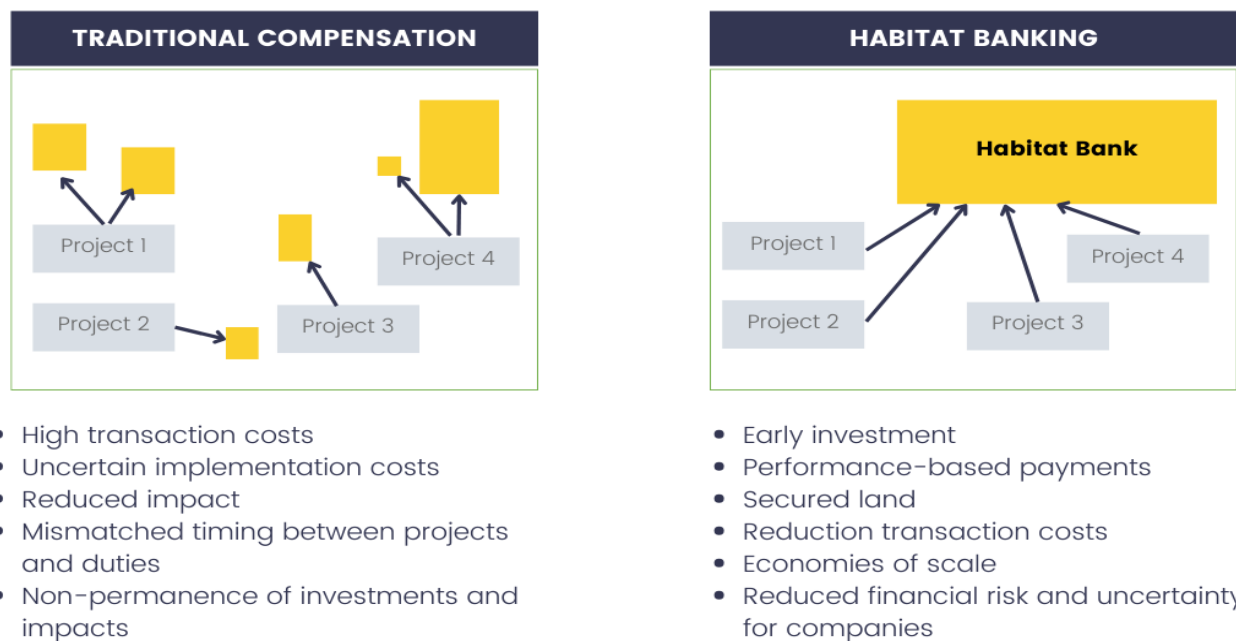 TRADITIONAL COMPENSATION
Project 1
Project 2
Project 3
Project 4
• High transaction costs
• Uncertain implementation costs
• Reduced impact
• Mismatched timing between projects
and duties
• Non-permanence of investments and
impacts
HABITAT BANKING
Habitat Bank
Project 1
Project 2
Project 3
Project 4
• Early investment
• Performance-based payments
• Secured land
• Reduction transaction costs
• Economies of scale
• Reduced financial risk and uncertainty
for companies